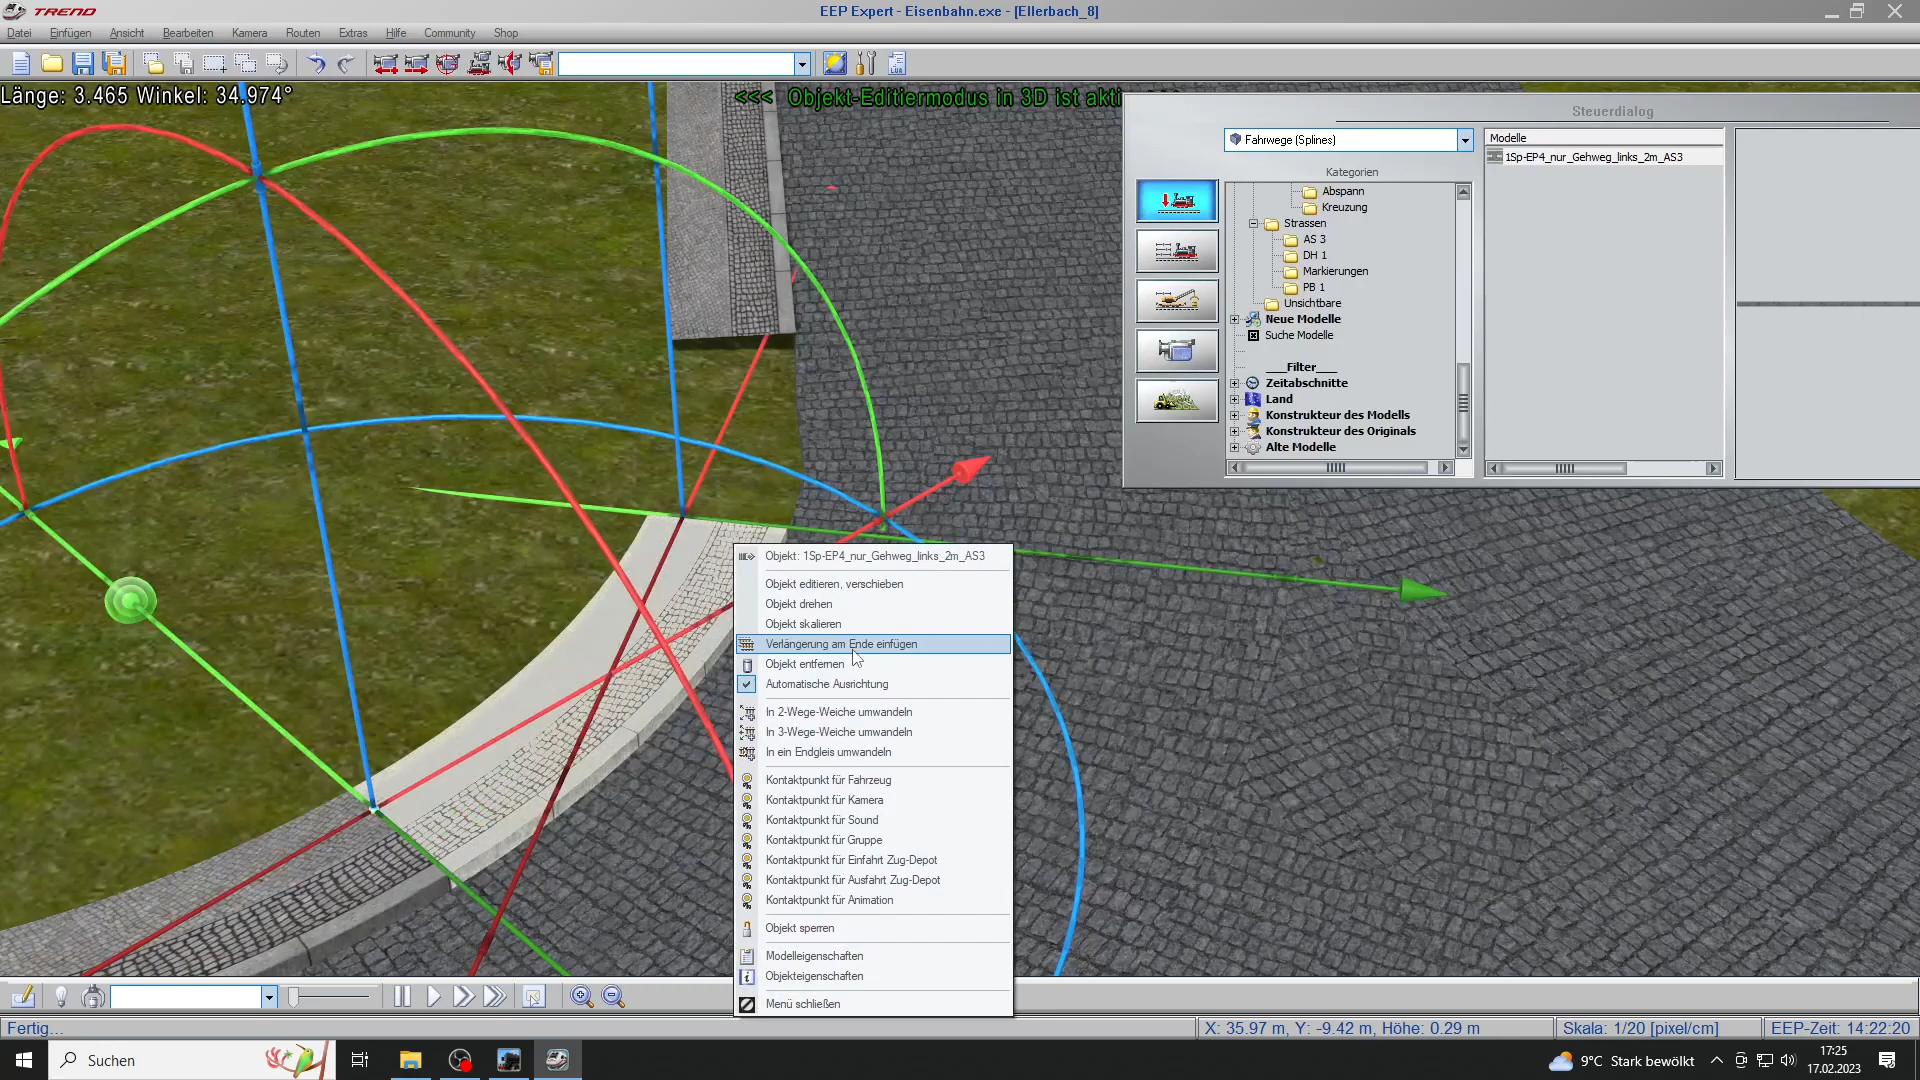 TREND
EEP Expert - Eisenbahn.exe - [Ellerbach_8]
Datei Einfügen Ansicht Bearbeiten Kamera Routen Extras Hilfe Community Shop
LUA
Länge: 3.465 Winkel: 34.974°
<<< Objekt-Editiermodus in 3D ist akti
Steuerdialog
Fahrwege (Splines)
Kategorien
Abspann
Kreuzung
Strassen
AS 3
DH 1
Markierungen
PB 1
Unsichtbare
Neue Modelle
Suche Modelle
___Filter___
Zeitabschnitte
Land
Konstrukteur des Modells
Konstrukteur des Originals
Alte Modelle
Modelle
1Sp-EP4_nur_Gehweg_links_2m_AS3
Objekt: 1Sp-EP4_nur_Gehweg_links_2m_AS3
Objekt editieren, verschieben
Objekt drehen
Objekt skalieren
Verlängerung am Ende einfügen
Objekt entfernen
Automatische Ausrichtung
In 2-Wege-Weiche umwandeln
In 3-Wege-Weiche umwandeln
In ein Endgleis umwandeln
Kontaktpunkt für Fahrzeug
Kontaktpunkt für Kamera
Kontaktpunkt für Sound
Kontaktpunkt für Gruppe
Kontaktpunkt für Einfahrt Zug-Depot
Kontaktpunkt für Ausfahrt Zug-Depot
Kontaktpunkt für Animation
Objekt sperren
Modelleigenschaften
Objekteigenschaften
Menü schließen
Fertig...
X: 35.97 m, Y: -9.42 m, Höhe: 0.29 m
Skala: 1/20 [pixel/cm]
EEP-Zeit: 14:22:20
Suchen
9°C Stark bewölkt
17:25
17.02.2023